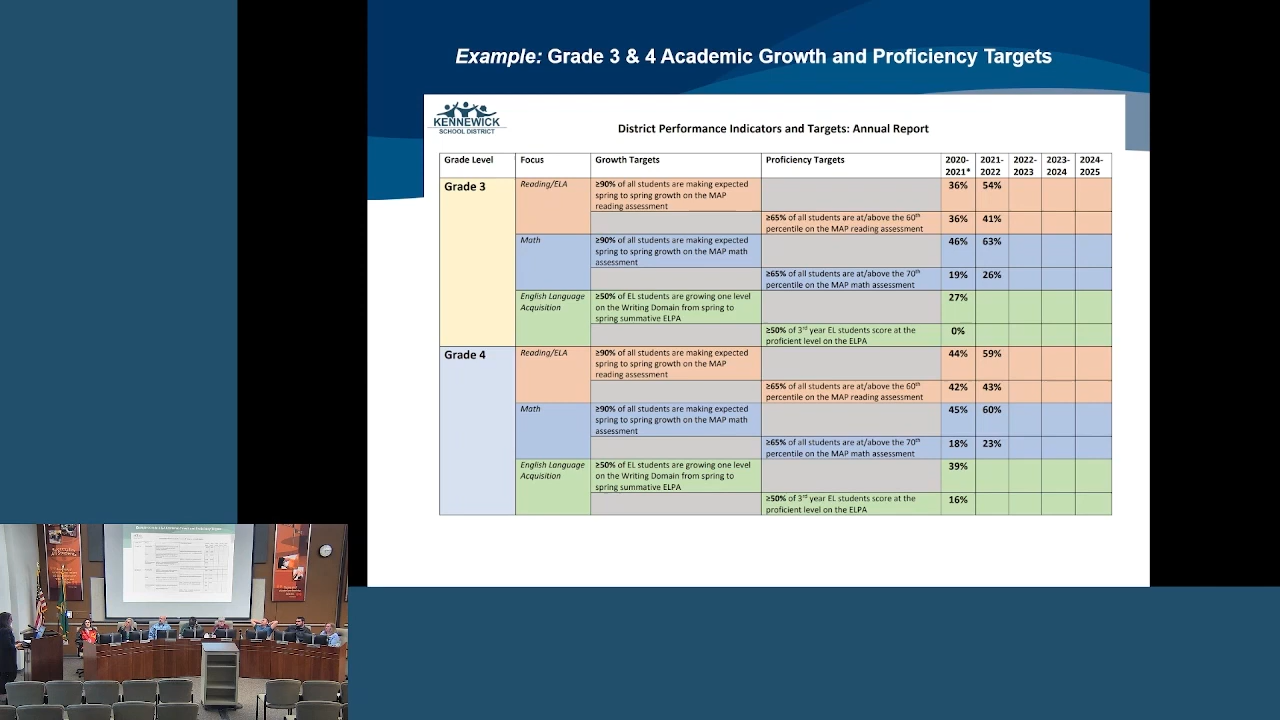 Example: Grade 3 & 4 Academic Growth and Proficiency Targets
KENNEWICK
SCHOOL DISTRICT
District Performance Indicators and Targets: Annual Report
Grade Level Focus Growth Targets Proficiency Targets 2020- 2021- 2022- 2023- 2024-
2021* 2022 2023 2024 2025
Grade 3 Reading/ELA ≥90% of all students are making expected 36% 54%
spring to spring growth on the MAP
reading assessment
≥65% of all students are at/above the 60th 36% 41%
percentile on the MAP reading assessment
Math ≥90% of all students are making expected 46% 63%
spring to spring growth on the MAP math
assessment
≥65% of all students are at/above the 70th 19% 26%
percentile on the MAP math assessment
English Language ≥50% of EL students are growing one level 27%
Acquisition on the Writing Domain from spring to
spring summative ELPA
≥50% of 3rd year EL students score at the 0%
proficient level on the ELPA
Grade 4 Reading/ELA ≥90% of all students are making expected 44% 59%
spring to spring growth on the MAP
reading assessment
≥65% of all students are at/above the 60th 42% 43%
percentile on the MAP reading assessment
Math ≥90% of all students are making expected 45% 60%
spring to spring growth on the MAP math
assessment
≥65% of all students are at/above the 70th 18% 23%
percentile on the MAP math assessment
English Language ≥50% of EL students are growing one level 39%
Acquisition on the Writing Domain from spring to
spring summative ELPA
≥50% of 3rd year EL students score at the 16%
proficient level on the ELPA